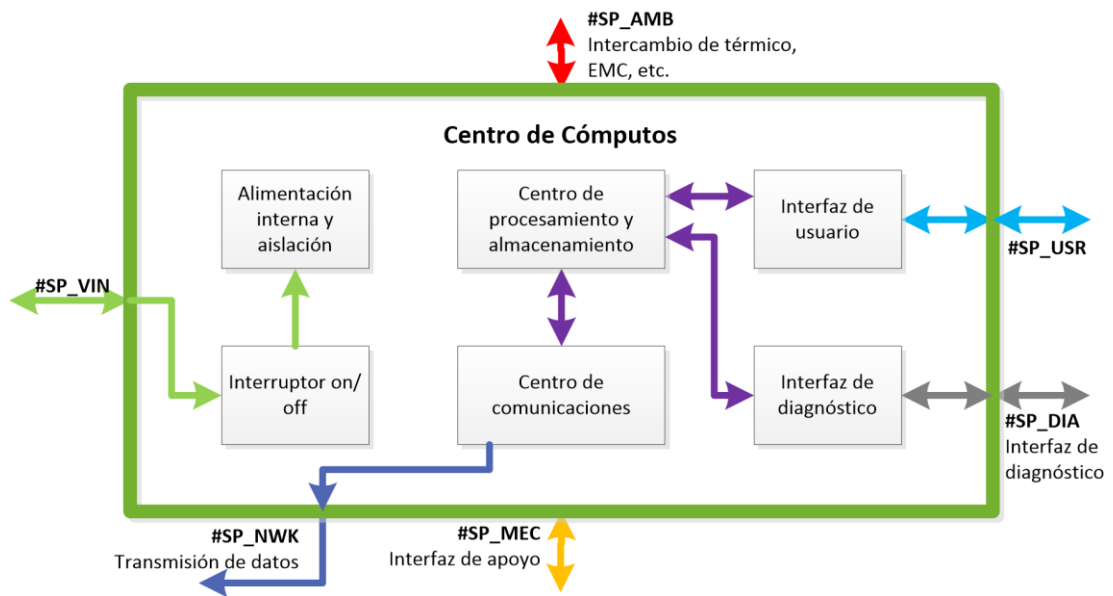 #SP_AMB
Intercambio de térmico,
EMC, etc.
Centro de Cómputos
Alimentación
interna y
aislación
Centro de
procesamiento y
almacenamiento
Interfaz de
usuario
#SP_USR
#SP_VIN
Interruptor on/
off
Centro de
comunicaciones
Interfaz de
diagnóstico
#SP_DIA
Interfaz de
diagnóstico
#SP_NWK
Transmisión de datos
#SP_MEC
Interfaz de apoyo